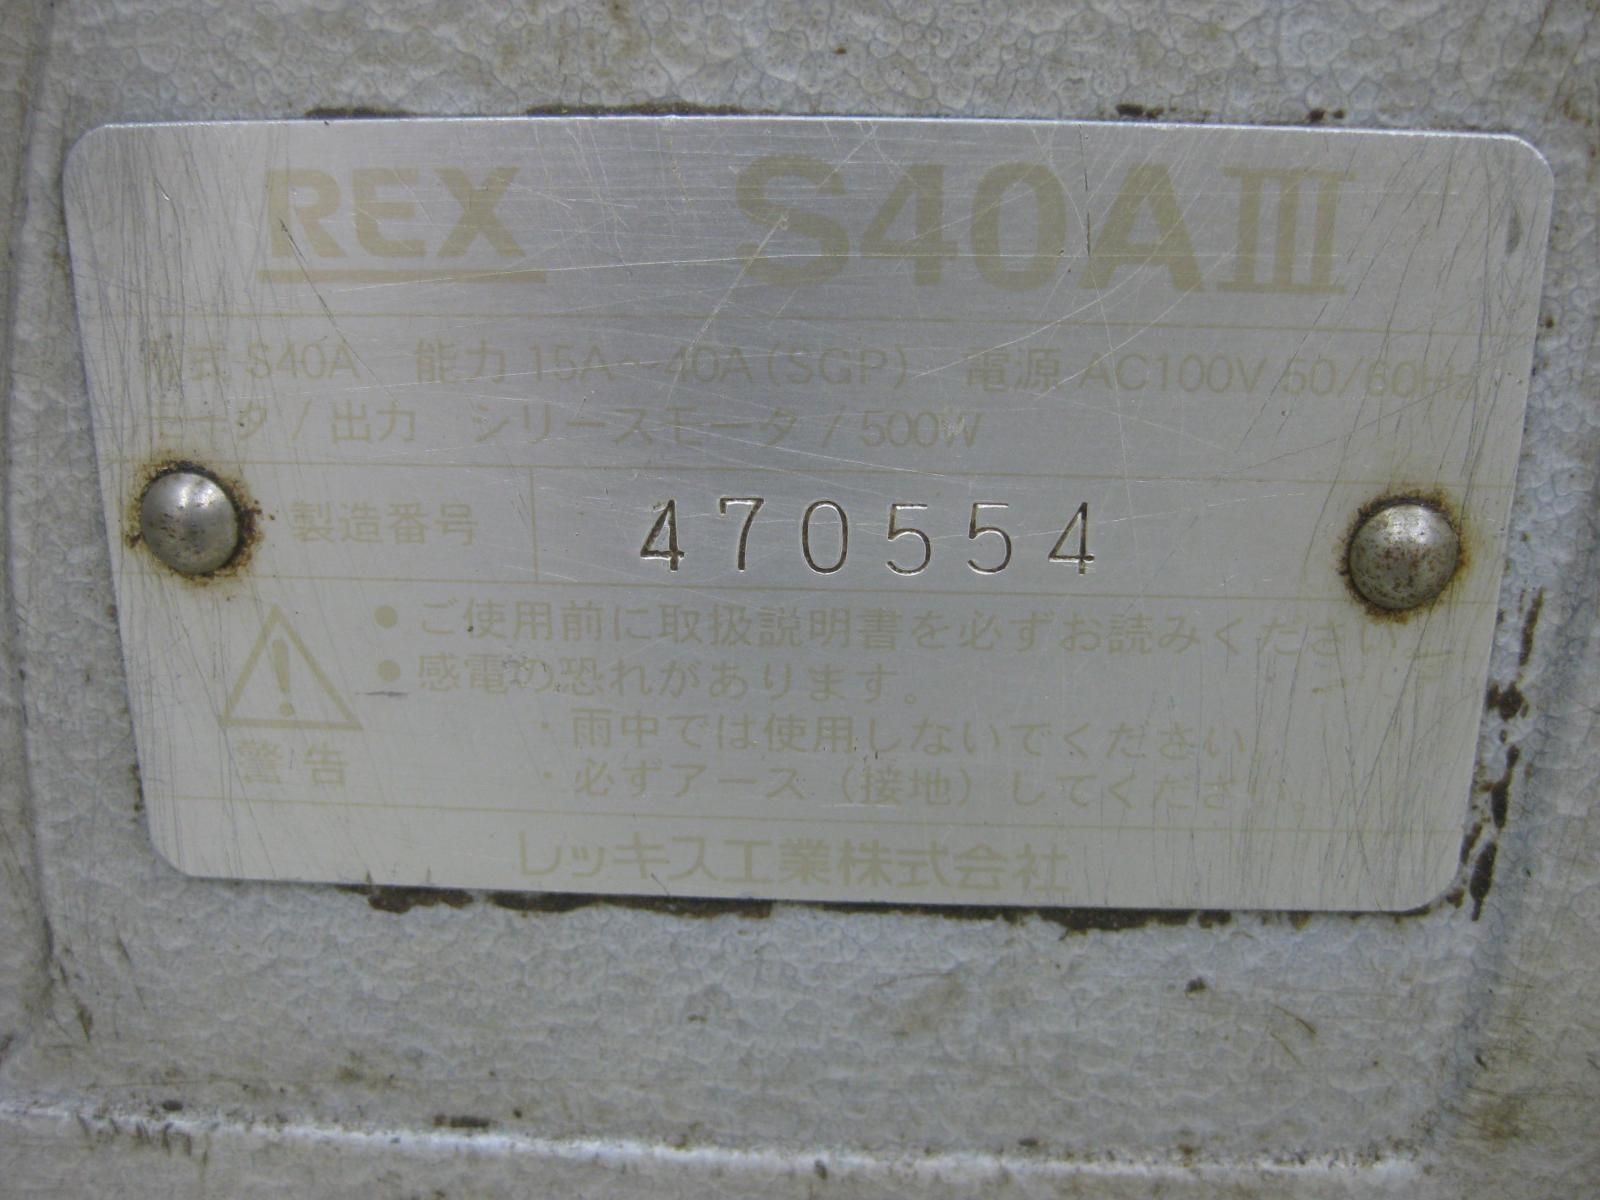 REX S40AIII
型式 S40A 能力 15A~40A(SGP) 電源 AC100V 50/60Hz
モータ/出力 シリースモータ/500W
製造番号 470554
●ご使用前に取扱説明書を必ずお読みください。
●感電の恐れがあります。
・雨中では使用しないでください。
警告
・必ずアース(接地)してください。
レッキス工業株式会社